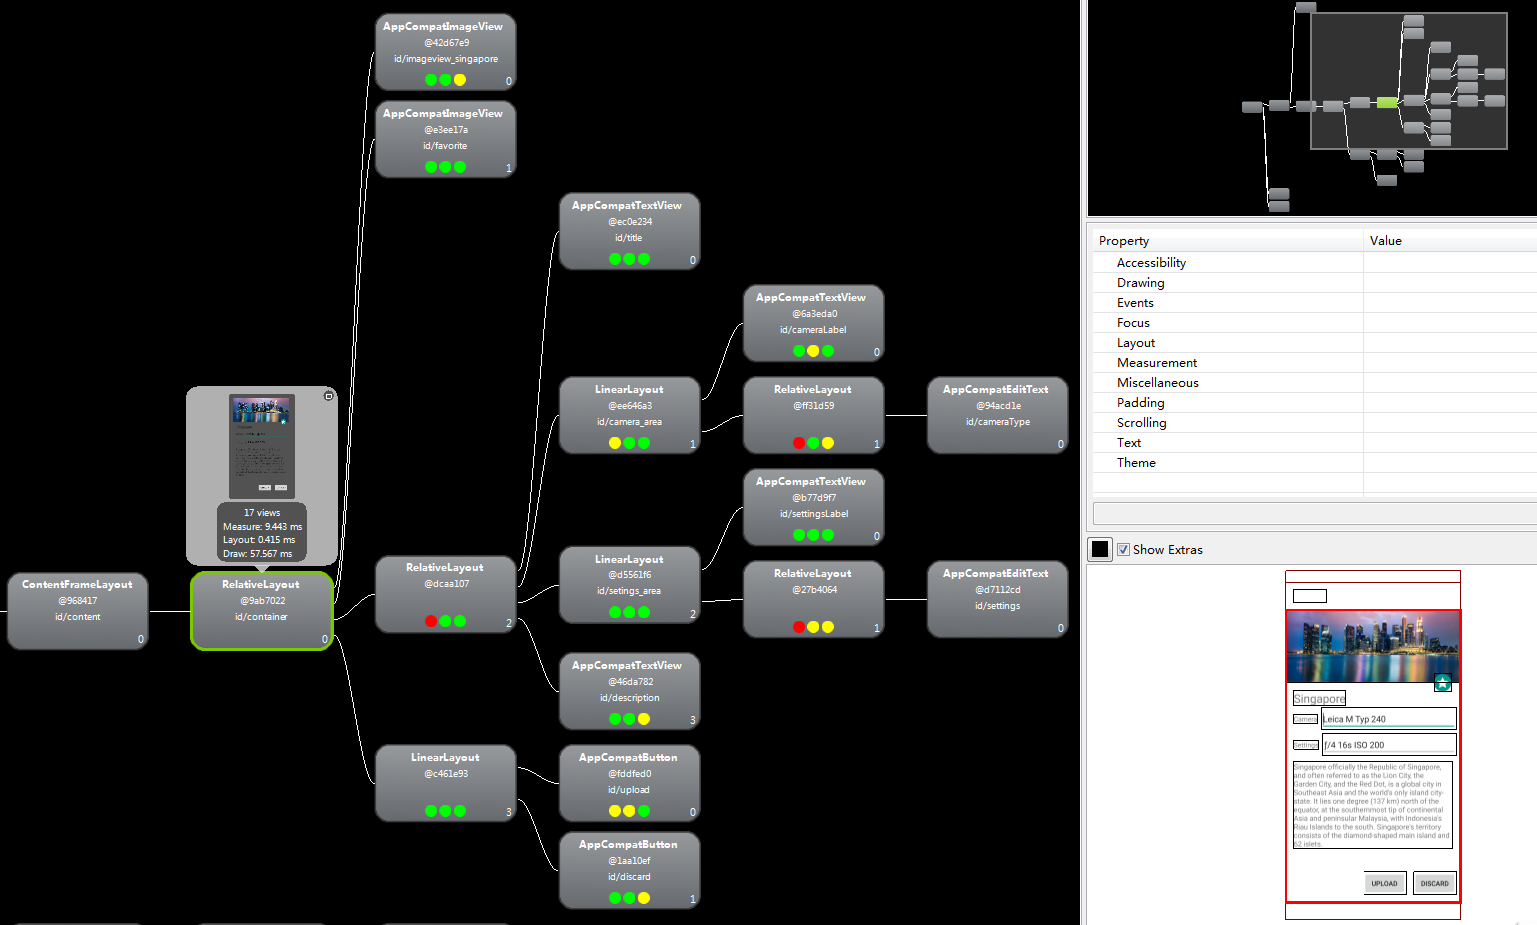 AppCompatImageView
@42d67e9
id/imageview_singapore
0
AppCompatImageView
@e3ee17a
id/favorite
1
AppCompatTextView
@ec0e234
id/title
0
AppCompatTextView
@6a3eda0
id/cameraLabel
0
LinearLayout
@ee646a3
id/camera_area
1
RelativeLayout
@ff31d59
1
AppCompatEditText
@94acd1e
id/cameraType
0
AppCompatTextView
@b77d9f7
id/settingsLabel
0
17 views
Measure: 9.443 ms
Layout: 0.415 ms
Draw: 57.567 ms
ContentFrameLayout
@968417
id/content
0
RelativeLayout
@9ab7022
id/container
0
RelativeLayout
@dcaa107
2
LinearLayout
@d5561f6
id/setings_area
2
RelativeLayout
@27b4064
1
AppCompatEditText
@d7112cd
id/settings
0
AppCompatTextView
@46da782
id/description
3
LinearLayout
@c461e93
3
AppCompatButton
@fddfed0
id/upload
0
AppCompatButton
@1aa10ef
id/discard
1
Property Value
Accessibility
Drawing
Events
Focus
Layout
Measurement
Miscellaneous
Padding
Scrolling
Text
Theme
Show Extras
Singapore
Camera Leica M Typ 240
Settings ƒ/4 16s ISO 200
Singapore officially the Republic of Singapore,
and often referred to as the Lion City, the
Garden City, and the Red Dot, is a global city in
Southeast Asia and the world's only island city-
state. It lies one degree (137 km) north of the
equator, at the southernmost tip of continental
Asia and peninsular Malaysia, with Indonesia's
Riau Islands to the south. Singapore's territory
consists of the diamond-shaped main island and
62 islets.
UPLOAD DISCARD